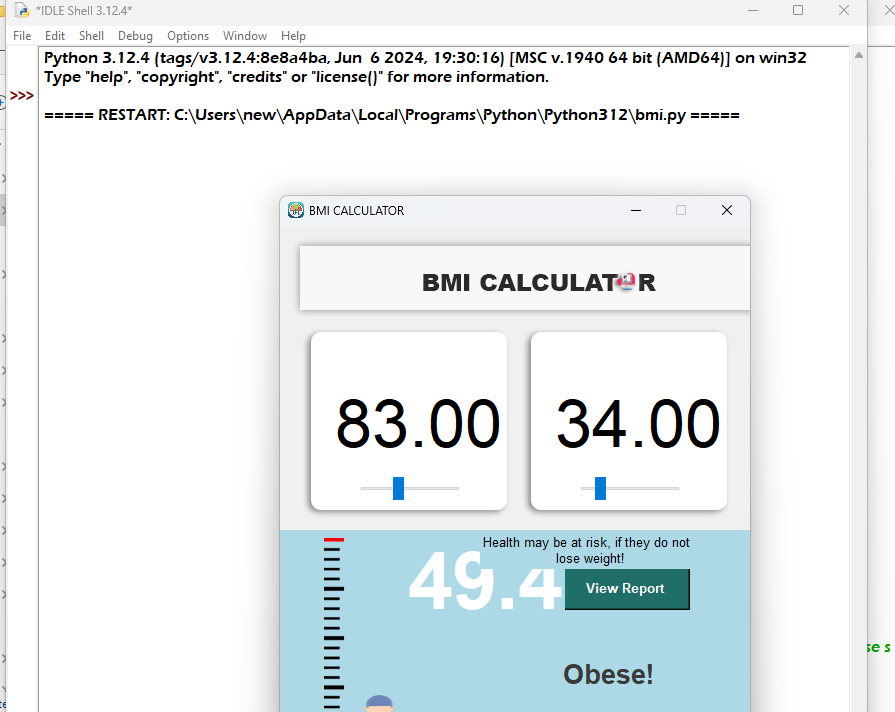 *IDLE Shell 3.12.4*
File Edit Shell Debug Options Window Help
Python 3.12.4 (tags/v3.12.4:8e8a4ba, Jun 6 2024, 19:30:16) [MSC v.1940 64 bit (AMD64)] on win32
Type "help", "copyright", "credits" or "license()" for more information.
>>>
===== RESTART: C:\Users\new\AppData\Local\Programs\Python\Python312\bmi.py =====
BMI CALCULATOR
BMI CALCULAT R
83.00 34.00
Health may be at risk, if they do not
lose weight!
49.4
View Report
Obese!